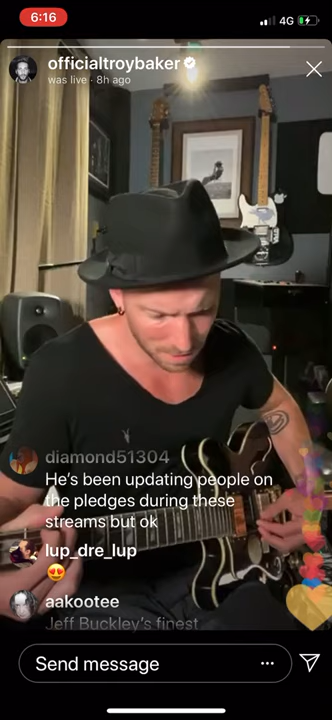 6:16
4G
officialtroybaker
was live · 8h ago
diamond51304
He's been updating people on
the pledges during these
streams but ok
lup_dre_lup
😍
aakootee
Jeff Buckley's finest
Send message